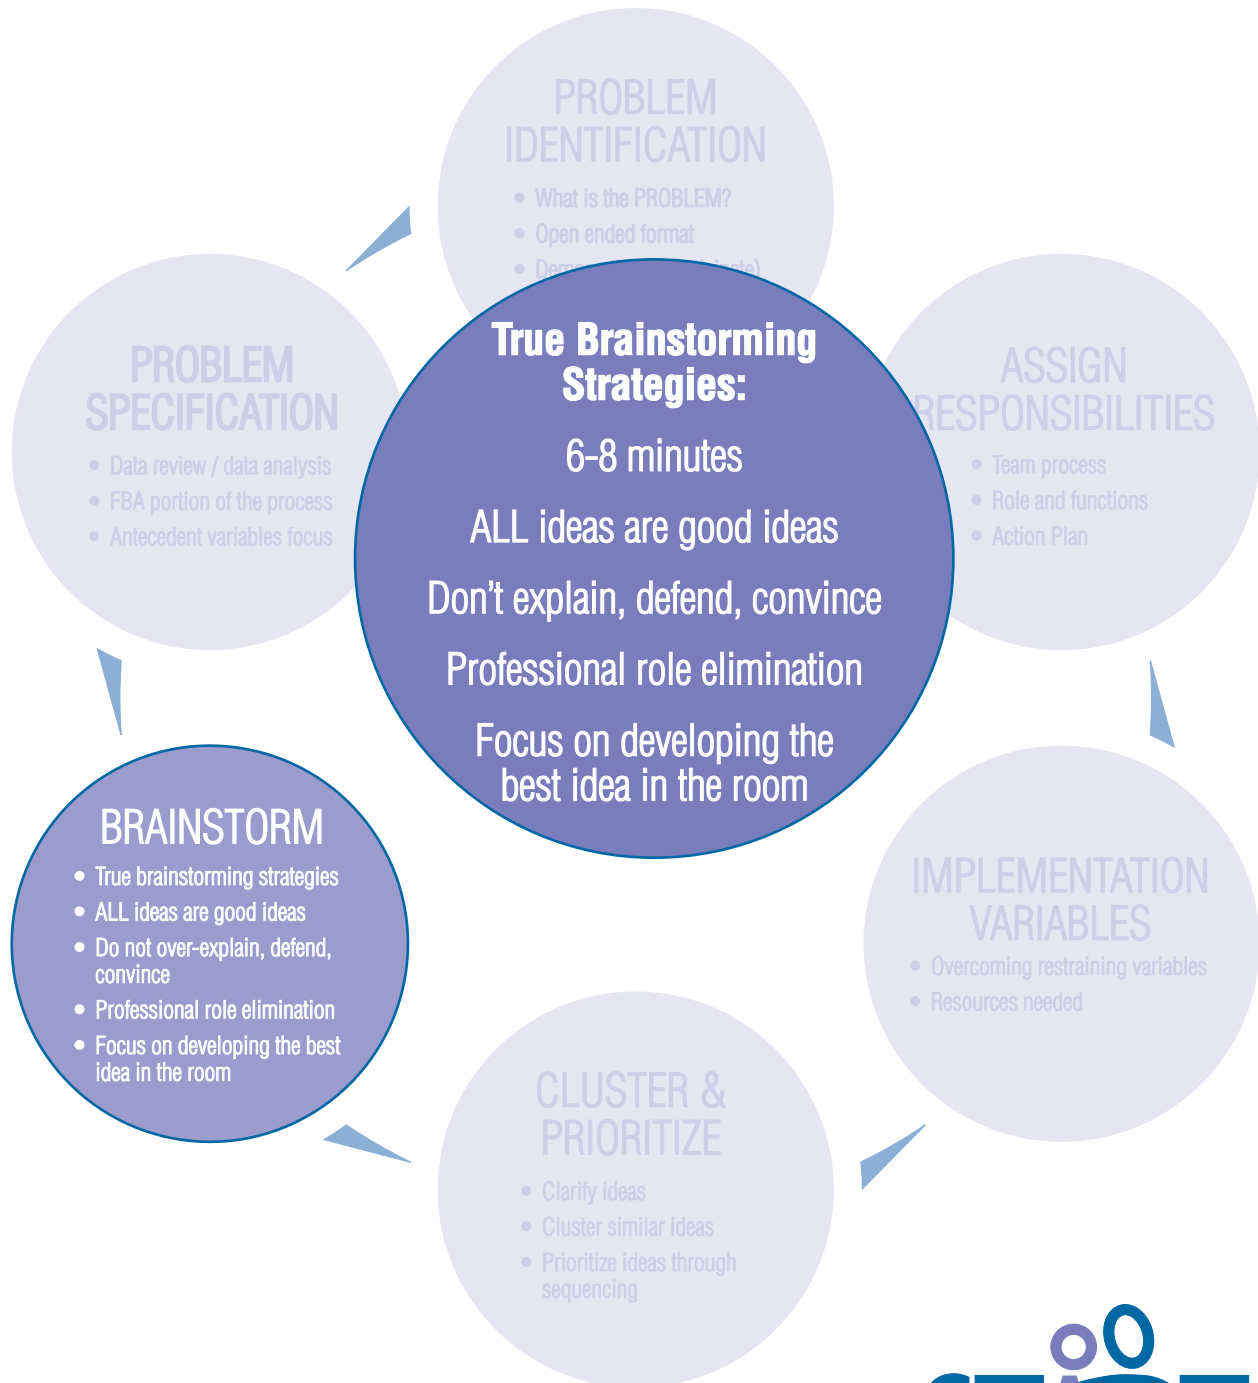 PROBLEM
IDENTIFICATION
• What is the PROBLEM?
• Open ended format
True Brainstorming
Strategies:
6-8 minutes
ALL ideas are good ideas
Don't explain, defend, convince
Professional role elimination
Focus on developing the
best idea in the room
PROBLEM
SPECIFICATION
• Data review / data analysis
• FBA portion of the process
• Antecedent variables focus
BRAINSTORM
• True brainstorming strategies
• ALL ideas are good ideas
• Do not over-explain, defend,
convince
• Professional role elimination
• Focus on developing the best
idea in the room
CLUSTER &
PRIORITIZE
• Clarify ideas
• Cluster similar ideas
• Prioritize ideas through
sequencing
IMPLEMENTATION
VARIABLES
• Overcoming restraining variables
• Resources needed
ASSIGN
RESPONSIBILITIES
• Team process
• Role and functions
• Action Plan